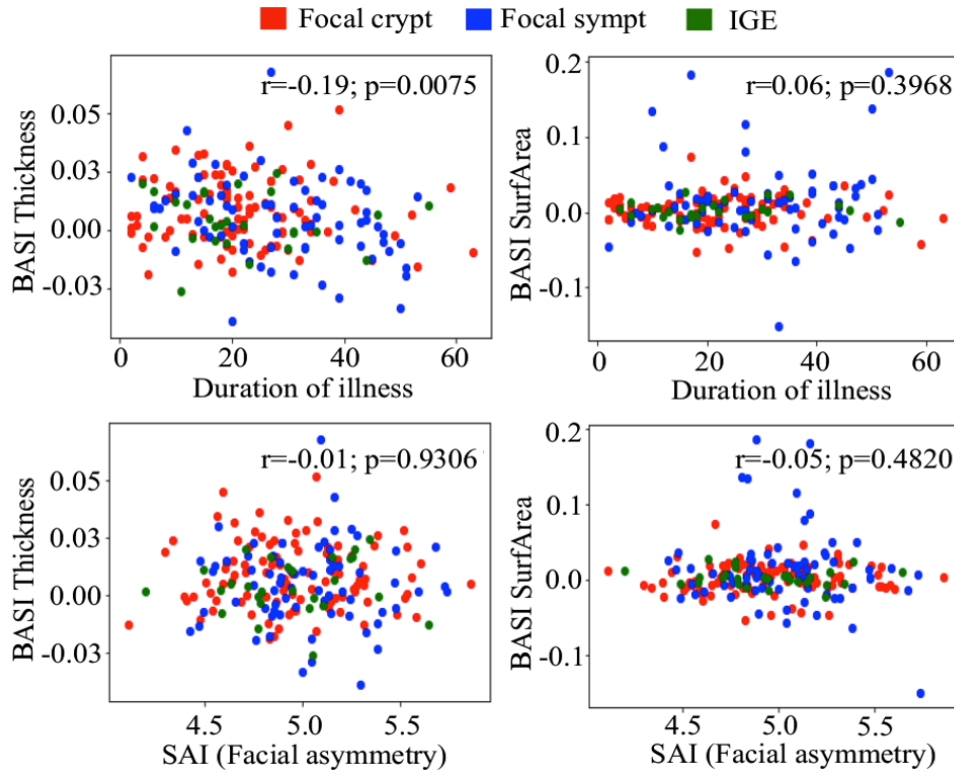 Focal crypt Focal sympt IGE
r=-0.19; p=0.0075
BASI Thickness
0.05
0.03
0.00
-0.03
0 20 40 60
Duration of illness
r=0.06; p=0.3968
BASI SurfArea
0.2
0.1
0.0
-0.1
0 20 40 60
Duration of illness
r=-0.01; p=0.9306
BASI Thickness
0.05
0.03
0.00
-0.03
4.5 5.0 5.5
SAI (Facial asymmetry)
r=-0.05; p=0.4820
BASI SurfArea
0.2
0.1
0.0
-0.1
4.5 5.0 5.5
SAI (Facial asymmetry)